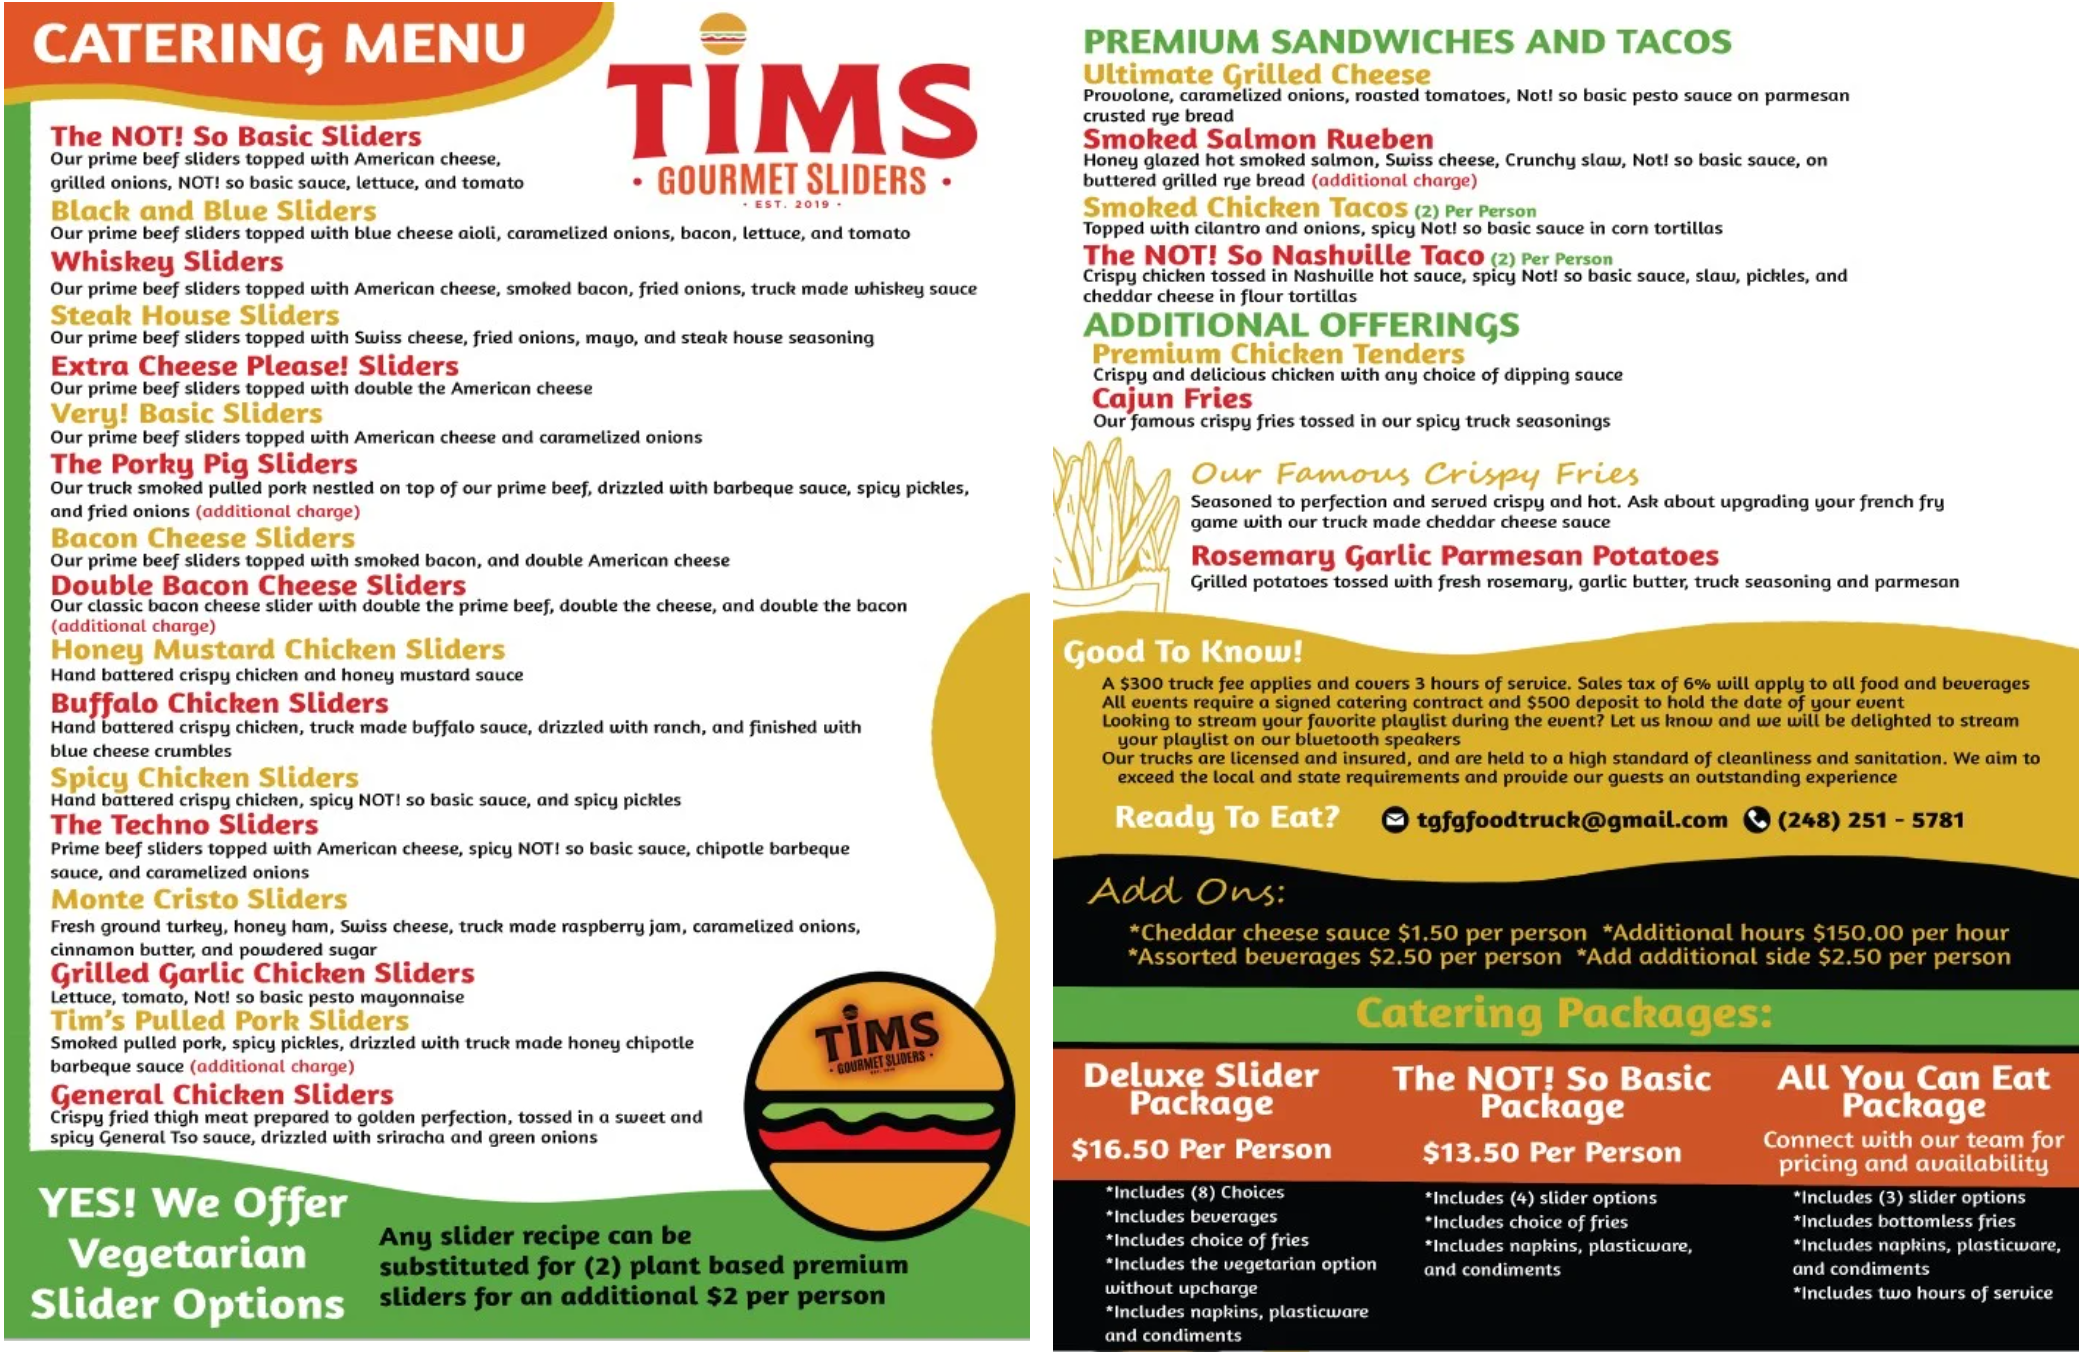 CATERING MENU
TIMS
• GOURMET SLIDERS •
• EST. 2019 •
The NOT! So Basic Sliders
Our prime beef sliders topped with American cheese,
grilled onions, NOT! so basic sauce, lettuce, and tomato
Black and Blue Sliders
Our prime beef sliders topped with blue cheese aioli, caramelized onions, bacon, lettuce, and tomato
Whiskey Sliders
Our prime beef sliders topped with American cheese, smoked bacon, fried onions, truck made whiskey sauce
Steak House Sliders
Our prime beef sliders topped with Swiss cheese, fried onions, mayo, and steak house seasoning
Extra Cheese Please! Sliders
Our prime beef sliders topped with double the American cheese
Very! Basic Sliders
Our prime beef sliders topped with American cheese and caramelized onions
The Porky Pig Sliders
Our truck smoked pulled pork nestled on top of our prime beef, drizzled with barbeque sauce, spicy pickles,
and fried onions (additional charge)
Bacon Cheese Sliders
Our prime beef sliders topped with smoked bacon, and double American cheese
Double Bacon Cheese Sliders
Our classic bacon cheese slider with double the prime beef, double the cheese, and double the bacon
(additional charge)
Honey Mustard Chicken Sliders
Hand battered crispy chicken and honey mustard sauce
Buffalo Chicken Sliders
Hand battered crispy chicken, truck made buffalo sauce, drizzled with ranch, and finished with
blue cheese crumbles
Spicy Chicken Sliders
Hand battered crispy chicken, spicy NOT! so basic sauce, and spicy pickles
The Techno Sliders
Prime beef sliders topped with American cheese, spicy NOT! so basic sauce, chipotle barbeque
sauce, and caramelized onions
Monte Cristo Sliders
Fresh ground turkey, honey ham, Swiss cheese, truck made raspberry jam, caramelized onions,
cinnamon butter, and powdered sugar
Grilled Garlic Chicken Sliders
Lettuce, tomato, Not! so basic pesto mayonnaise
Tim's Pulled Pork Sliders
Smoked pulled pork, spicy pickles, drizzled with truck made honey chipotle
barbeque sauce (additional charge)
General Chicken Sliders
Crispy fried thigh meat prepared to golden perfection, tossed in a sweet and
spicy General Tso sauce, drizzled with sriracha and green onions
TIMS
• GOURMET SLIDERS •
YES! We Offer
Vegetarian
Slider Options
Any slider recipe can be
substituted for (2) plant based premium
sliders for an additional $2 per person
PREMIUM SANDWICHES AND TACOS
Ultimate Grilled Cheese
Provolone, caramelized onions, roasted tomatoes, Not! so basic pesto sauce on parmesan
crusted rye bread
Smoked Salmon Rueben
Honey glazed hot smoked salmon, Swiss cheese, Crunchy slaw, Not! so basic sauce, on
buttered grilled rye bread (additional charge)
Smoked Chicken Tacos (2) Per Person
Topped with cilantro and onions, spicy Not! so basic sauce in corn tortillas
The NOT! So Nashville Taco (2) Per Person
Crispy chicken tossed in Nashville hot sauce, spicy Not! so basic sauce, slaw, pickles, and
cheddar cheese in flour tortillas
ADDITIONAL OFFERINGS
Premium Chicken Tenders
Crispy and delicious chicken with any choice of dipping sauce
Cajun Fries
Our famous crispy fries tossed in our spicy truck seasonings
Our Famous Crispy Fries
Seasoned to perfection and served crispy and hot. Ask about upgrading your french fry
game with our truck made cheddar cheese sauce
Rosemary Garlic Parmesan Potatoes
Grilled potatoes tossed with fresh rosemary, garlic butter, truck seasoning and parmesan
Good To Know!
A $300 truck fee applies and covers 3 hours of service. Sales tax of 6% will apply to all food and beverages
All events require a signed catering contract and $500 deposit to hold the date of your event
Looking to stream your favorite playlist during the event? Let us know and we will be delighted to stream
your playlist on our bluetooth speakers
Our trucks are licensed and insured, and are held to a high standard of cleanliness and sanitation. We aim to
exceed the local and state requirements and provide our guests an outstanding experience
Ready To Eat? tgfgfoodtruck@gmail.com (248) 251 - 5781
Add Ons:
*Cheddar cheese sauce $1.50 per person *Additional hours $150.00 per hour
*Assorted beverages $2.50 per person *Add additional side $2.50 per person
Catering Packages:
Deluxe Slider
Package
$16.50 Per Person
*Includes (8) Choices
*Includes beverages
*Includes choice of fries
*Includes the vegetarian option
without upcharge
*Includes napkins, plasticware
and condiments
The NOT! So Basic
Package
$13.50 Per Person
*Includes (4) slider options
*Includes choice of fries
*Includes napkins, plasticware,
and condiments
All You Can Eat
Package
Connect with our team for
pricing and availability
*Includes (3) slider options
*Includes bottomless fries
*Includes napkins, plasticware,
and condiments
*Includes two hours of service